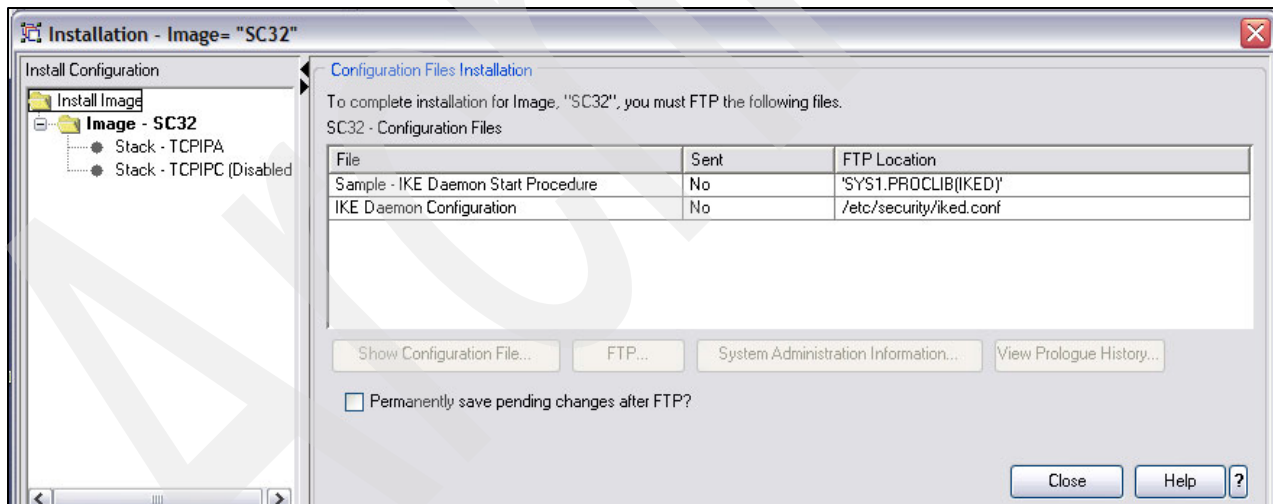 Installation - Image= "SC32"
Install Configuration
Install Image
Image - SC32
Stack - TCPIPA
Stack - TCPIPC (Disabled
Configuration Files Installation
To complete installation for Image, "SC32", you must FTP the following files.
SC32 - Configuration Files
File Sent FTP Location
Sample - IKE Daemon Start Procedure No 'SYS1.PROCLIB(IKED)'
IKE Daemon Configuration No /etc/security/iked.conf
Show Configuration File... FTP... System Administration Information... View Prologue History...
Permanently save pending changes after FTP?
Close Help ?